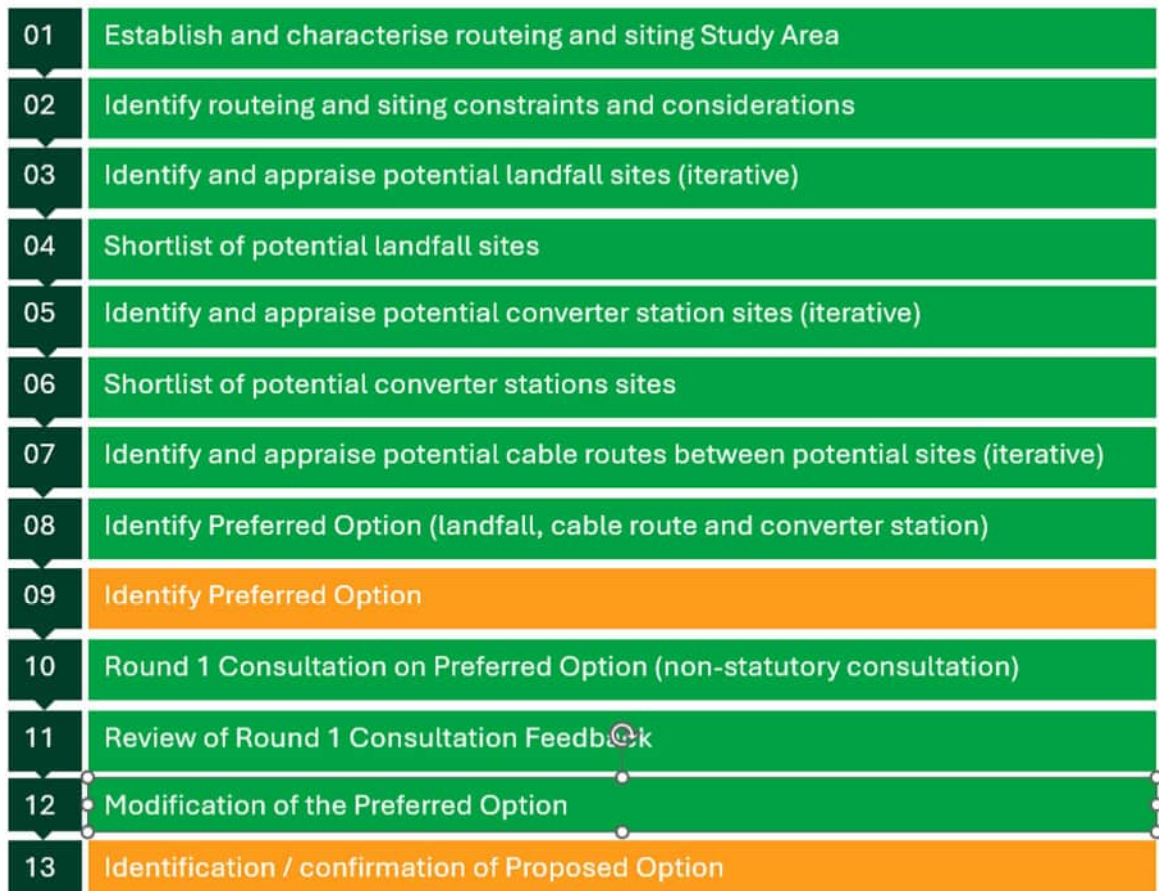 01 Establish and characterise routeing and siting Study Area
02 Identify routeing and siting constraints and considerations
03 Identify and appraise potential landfall sites (iterative)
04 Shortlist of potential landfall sites
05 Identify and appraise potential converter station sites (iterative)
06 Shortlist of potential converter stations sites
07 Identify and appraise potential cable routes between potential sites (iterative)
08 Identify Preferred Option (landfall, cable route and converter station)
09 Identify Preferred Option
10 Round 1 Consultation on Preferred Option (non-statutory consultation)
11 Review of Round 1 Consultation Feedback
12 Modification of the Preferred Option
13 Identification / confirmation of Proposed Option